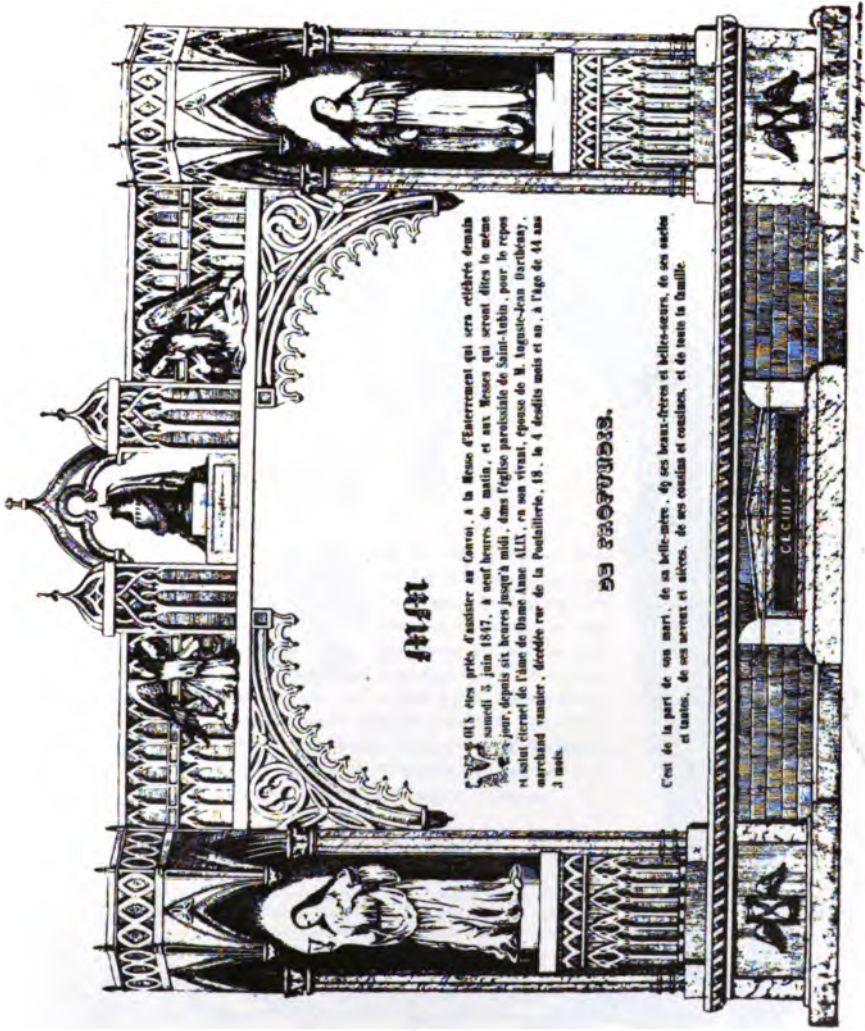 MM
VOUS êtes priés d'assister au Convoi, à la Messe d'Enterrement qui sera célébrée demain
samedi 5 juin 1847, à neuf heures du matin, et aux Messes qui seront dites le même
jour, depuis six heures jusqu'à midi, dans l'église paroissiale de Saint-Aubin, pour le repos
et salut éternel de l'âme de Dame Anne ALIX, en son vivant, épouse de M. Auguste-Jean Barthénay,
marchand vannier, décédée rue de la Poulaillerie, 18, le 4 desdits mois et an, à l'âge de 44 ans
3 mois.
DE PROFUNDIS.
C'est de la part de son mari, de sa belle-mère, de ses beaux-frères et belles-sœurs, de ses oncles
et tantes, de ses neveux et nièces, de ses cousins et cousines, et de toute la famille.